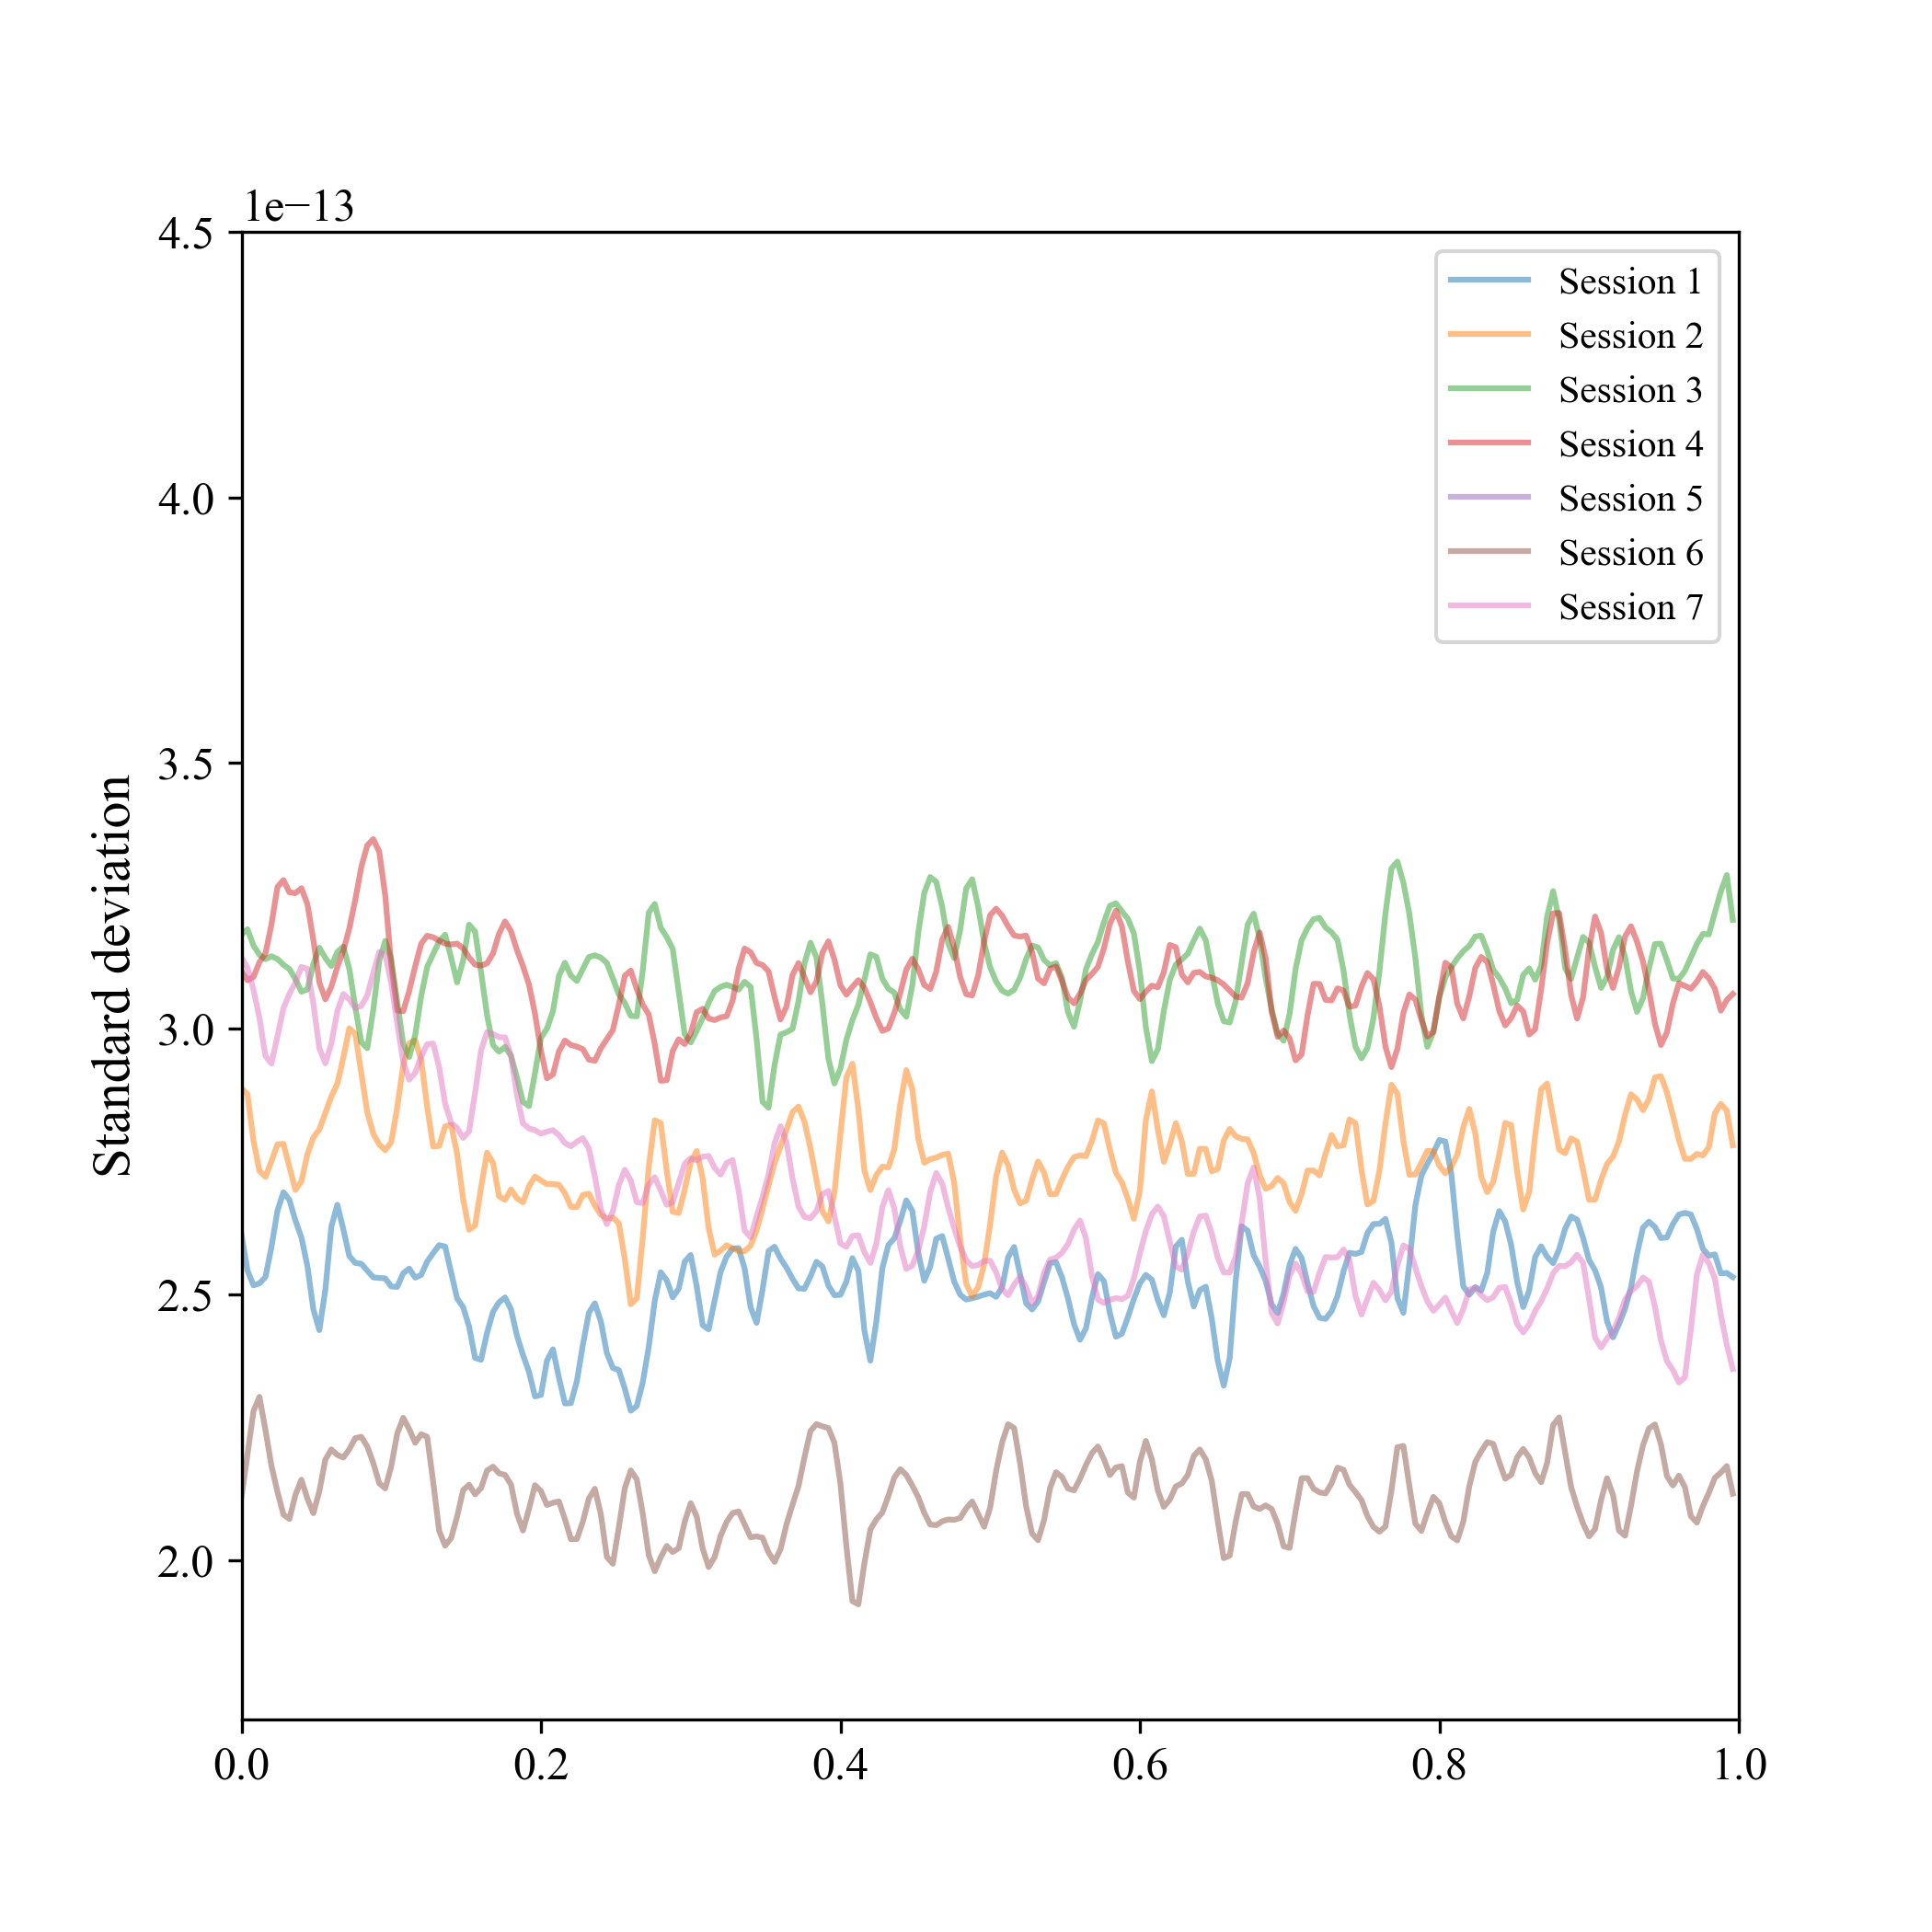 1e−13
4.5
4.0
3.5
3.0
2.5
2.0
Standard deviation
Session 1
Session 2
Session 3
Session 4
Session 5
Session 6
Session 7
0.0 0.2 0.4 0.6 0.8 1.0